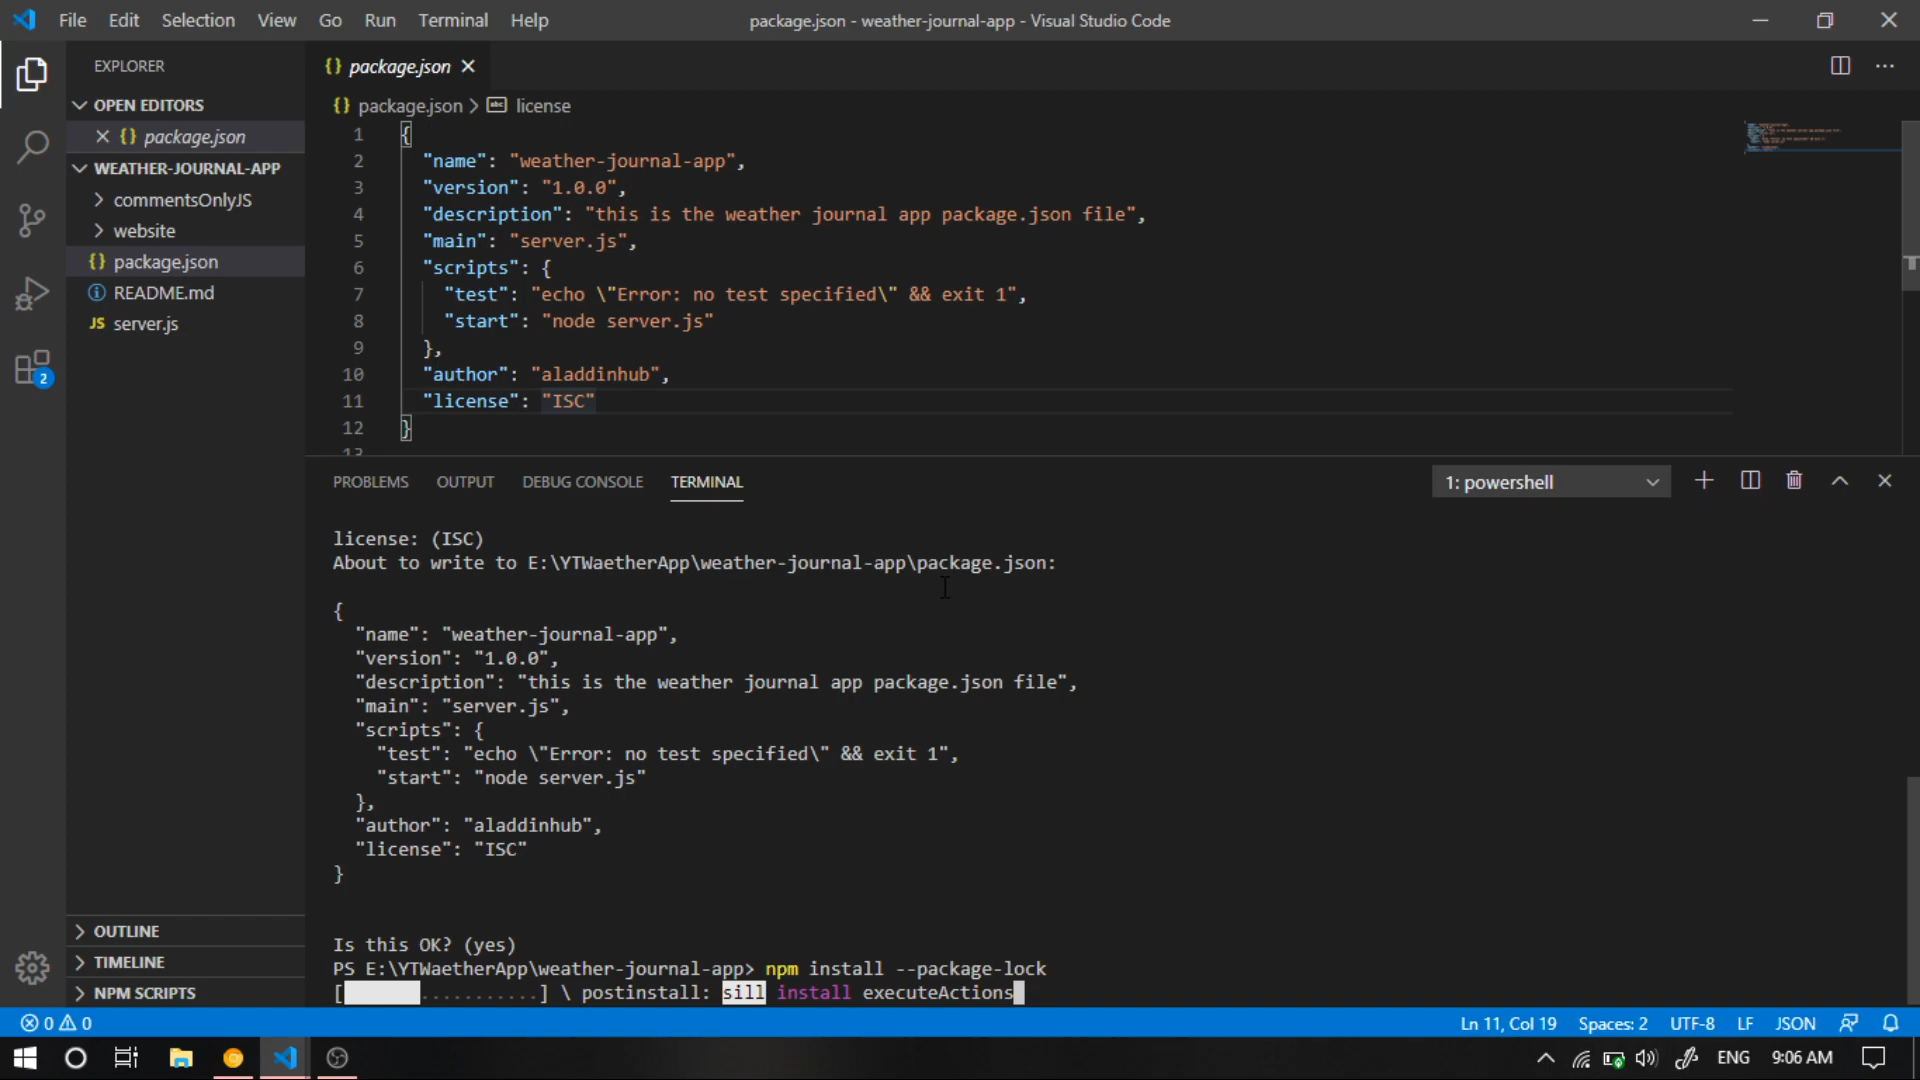 File Edit Selection View Go Run Terminal Help
package.json - weather-journal-app - Visual Studio Code
EXPLORER
OPEN EDITORS
{} package.json
WEATHER-JOURNAL-APP
commentsOnlyJS
website
{} package.json
README.md
JS server.js
OUTLINE
TIMELINE
NPM SCRIPTS
2
{} package.json
{} package.json > abc license
1 {
2 "name": "weather-journal-app",
3 "version": "1.0.0",
4 "description": "this is the weather journal app package.json file",
5 "main": "server.js",
6 "scripts": {
7 "test": "echo \"Error: no test specified\" && exit 1",
8 "start": "node server.js"
9 },
10 "author": "aladdinhub",
11 "license": "ISC"
12 }
13
PROBLEMS OUTPUT DEBUG CONSOLE TERMINAL
1: powershell
license: (ISC)
About to write to E:\YTWaetherApp\weather-journal-app\package.json:
{
"name": "weather-journal-app",
"version": "1.0.0",
"description": "this is the weather journal app package.json file",
"main": "server.js",
"scripts": {
"test": "echo \"Error: no test specified\" && exit 1",
"start": "node server.js"
},
"author": "aladdinhub",
"license": "ISC"
}
Is this OK? (yes)
PS E:\YTWaetherApp\weather-journal-app> npm install --package-lock
[ ...........] \ postinstall: sill install executeActions
0 0
Ln 11, Col 19 Spaces: 2 UTF-8 LF JSON
ENG 9:06 AM